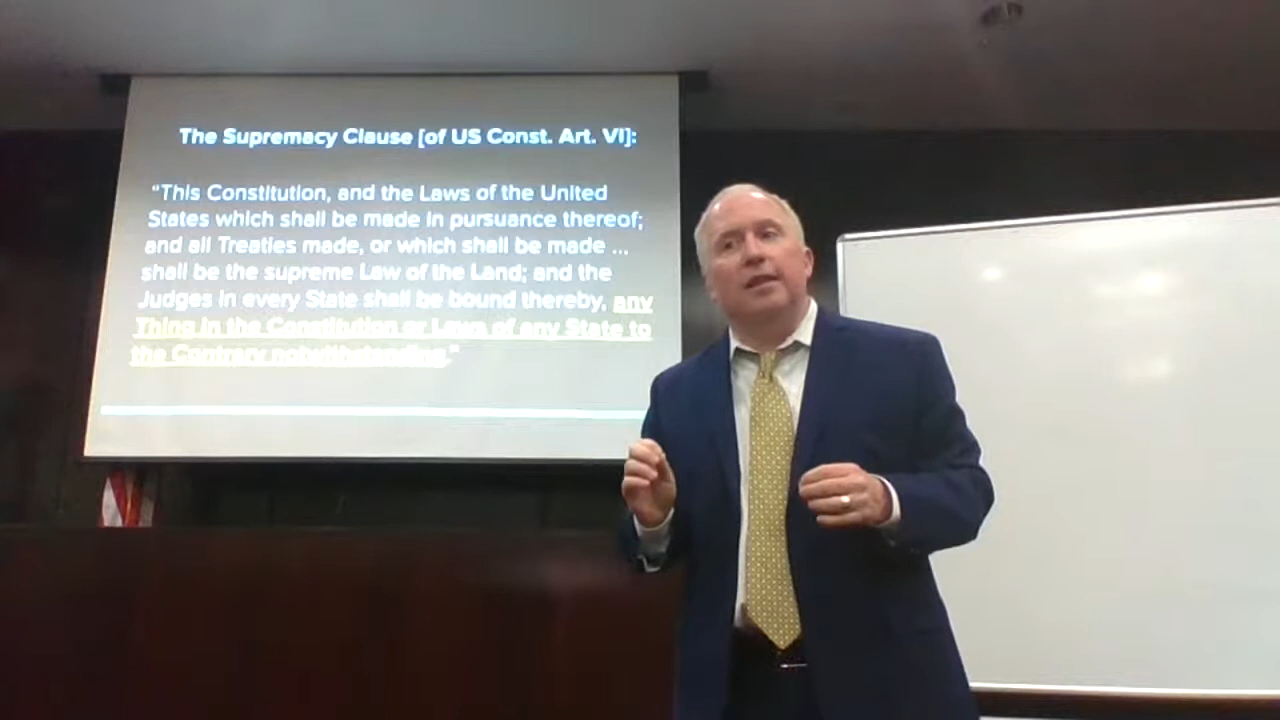 The Supremacy Clause [of US Const. Art. VI]:
"This Constitution, and the Laws of the United
States which shall be made in pursuance thereof;
and all Treaties made, or which shall be made ...
shall be the supreme Law of the Land; and the
Judges in every State shall be bound thereby, any
Thing in the Constitution or Laws of any State to
the Contrary notwithstanding."